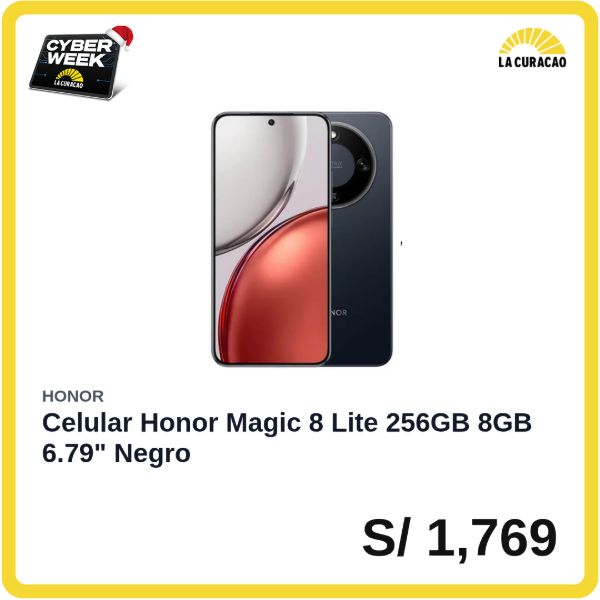 CYBER
WEEK
LA CURACAO
LA CURACAO
NOR
,
HONOR
Celular Honor Magic 8 Lite 256GB 8GB
6.79" Negro
S/ 1,769